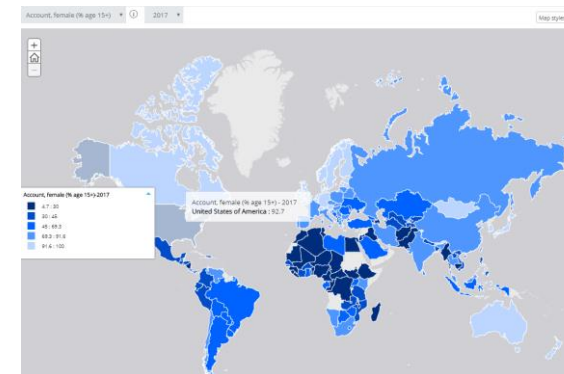 Account, female (% age 15+)
2017
Map styles
Account, female (% age 15+)-2017
4.7 : 30
30 : 45
45 : 69.3
69.3 : 91.6
91.6 : 100
Account, female (% age 15+) - 2017
United States of America : 92.7